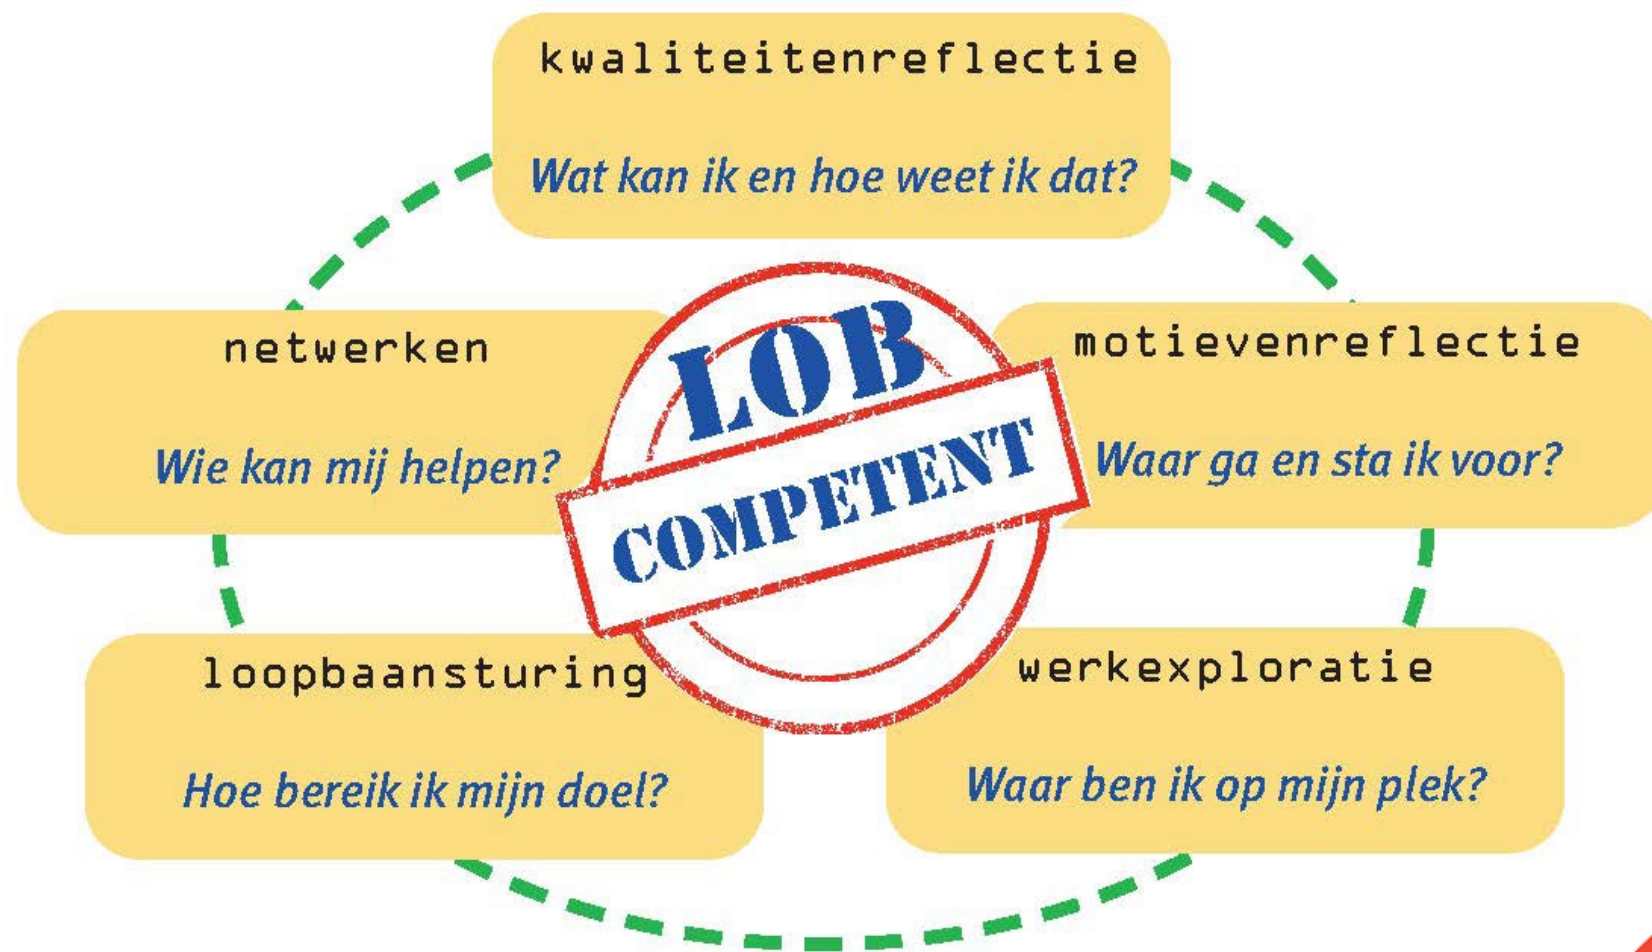 kwaliteitenreflectie
Wat kan ik en hoe weet ik dat?
netwerken
Wie kan mij helpen?
LOB
COMPETENT
motievenreflectie
Waar ga en sta ik voor?
loopbaansturing
Hoe bereik ik mijn doel?
werkexploratie
Waar ben ik op mijn plek?